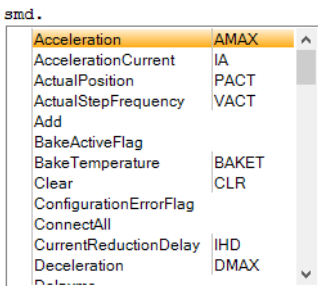 smd.
Acceleration AMAX
AccelerationCurrent IA
ActualPosition PACT
ActualStepFrequency VACT
Add
BakeActiveFlag
BakeTemperature BAKET
Clear CLR
ConfigurationErrorFlag
ConnectAll
CurrentReductionDelay IHD
Deceleration DMAX